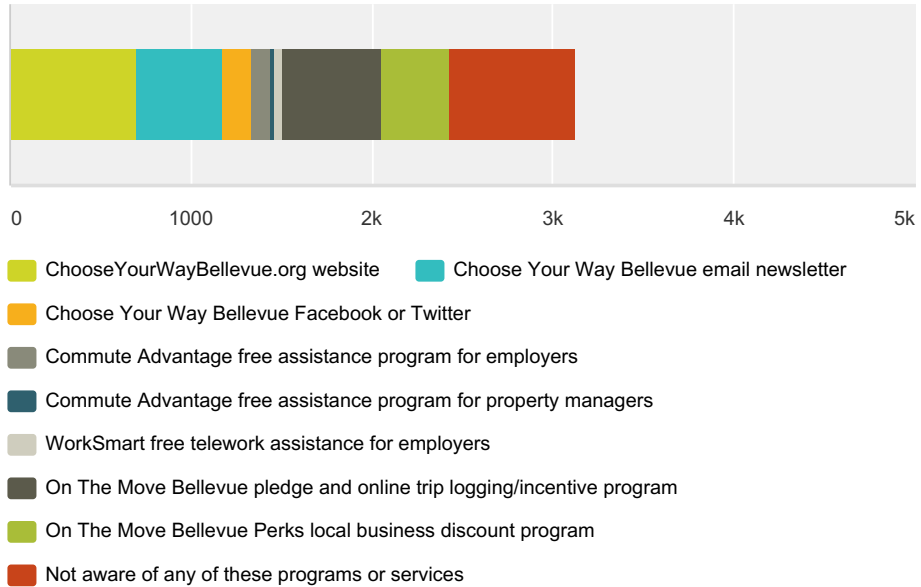 0 1000 2k 3k 4k 5k
ChooseYourWayBellevue.org website Choose Your Way Bellevue email newsletter
Choose Your Way Bellevue Facebook or Twitter
Commute Advantage free assistance program for employers
Commute Advantage free assistance program for property managers
WorkSmart free telework assistance for employers
On The Move Bellevue pledge and online trip logging/incentive program
On The Move Bellevue Perks local business discount program
Not aware of any of these programs or services